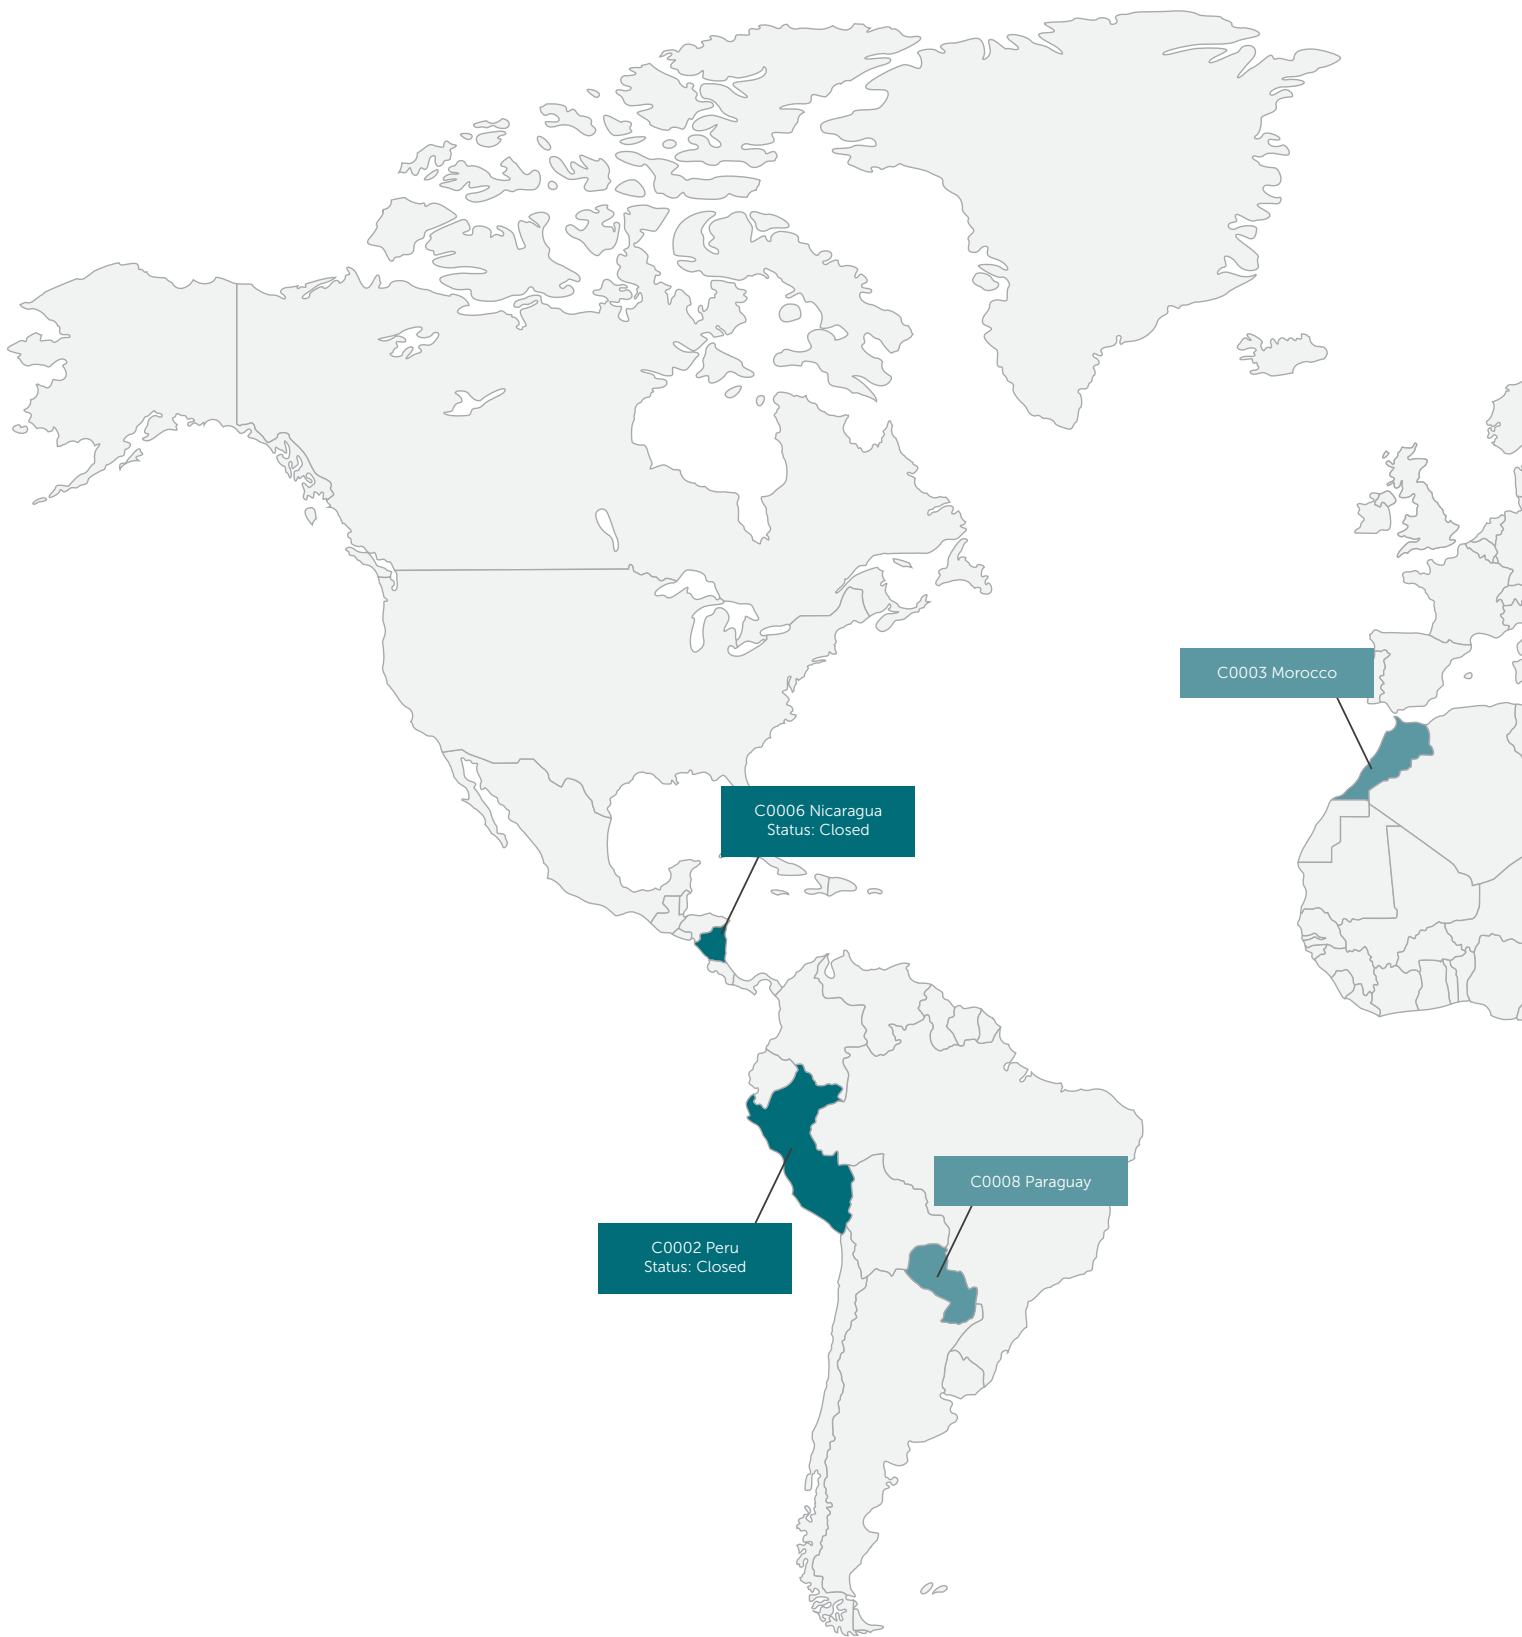 C0003 Morocco
C0006 Nicaragua
Status: Closed
C0008 Paraguay
C0002 Peru
Status: Closed